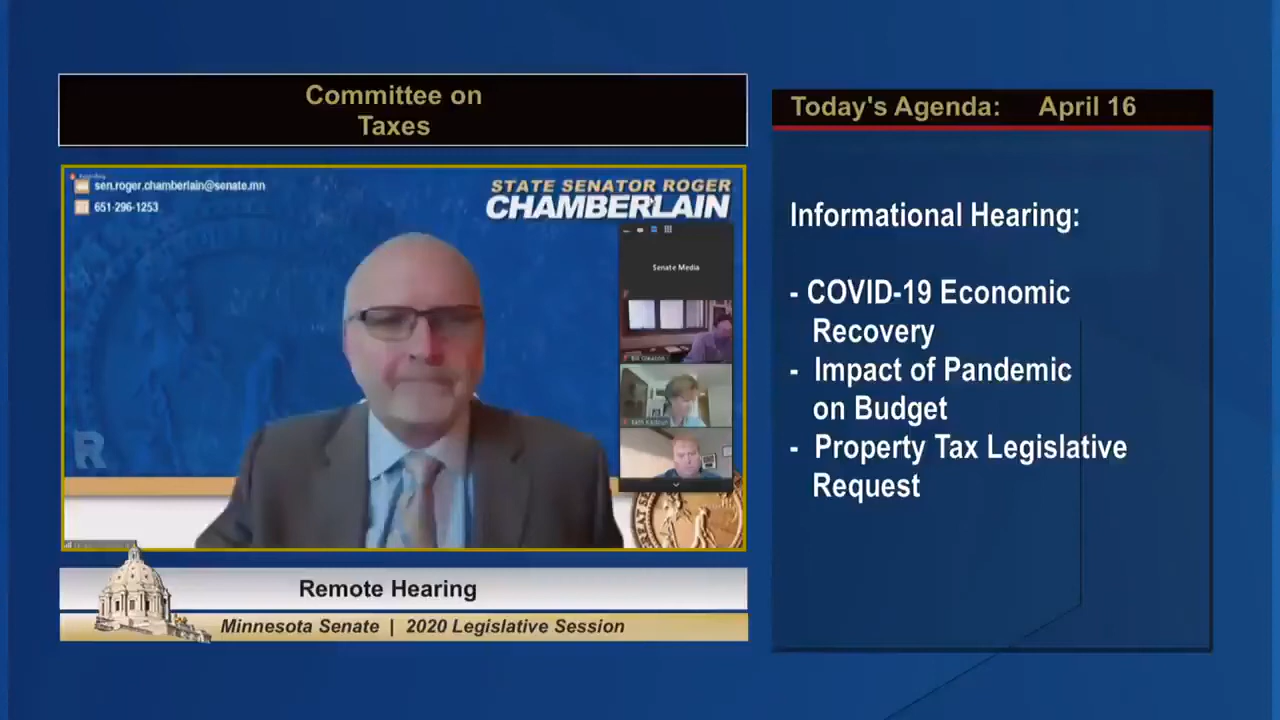 Committee on
Taxes
Today's Agenda: April 16
sen.roger.chamberlain@senate.mn
651-296-1253
STATE SENATOR ROGER
CHAMBERLAIN
Senate Media
R
Informational Hearing:
- COVID-19 Economic
Recovery
- Impact of Pandemic
on Budget
- Property Tax Legislative
Request
Remote Hearing
Minnesota Senate | 2020 Legislative Session